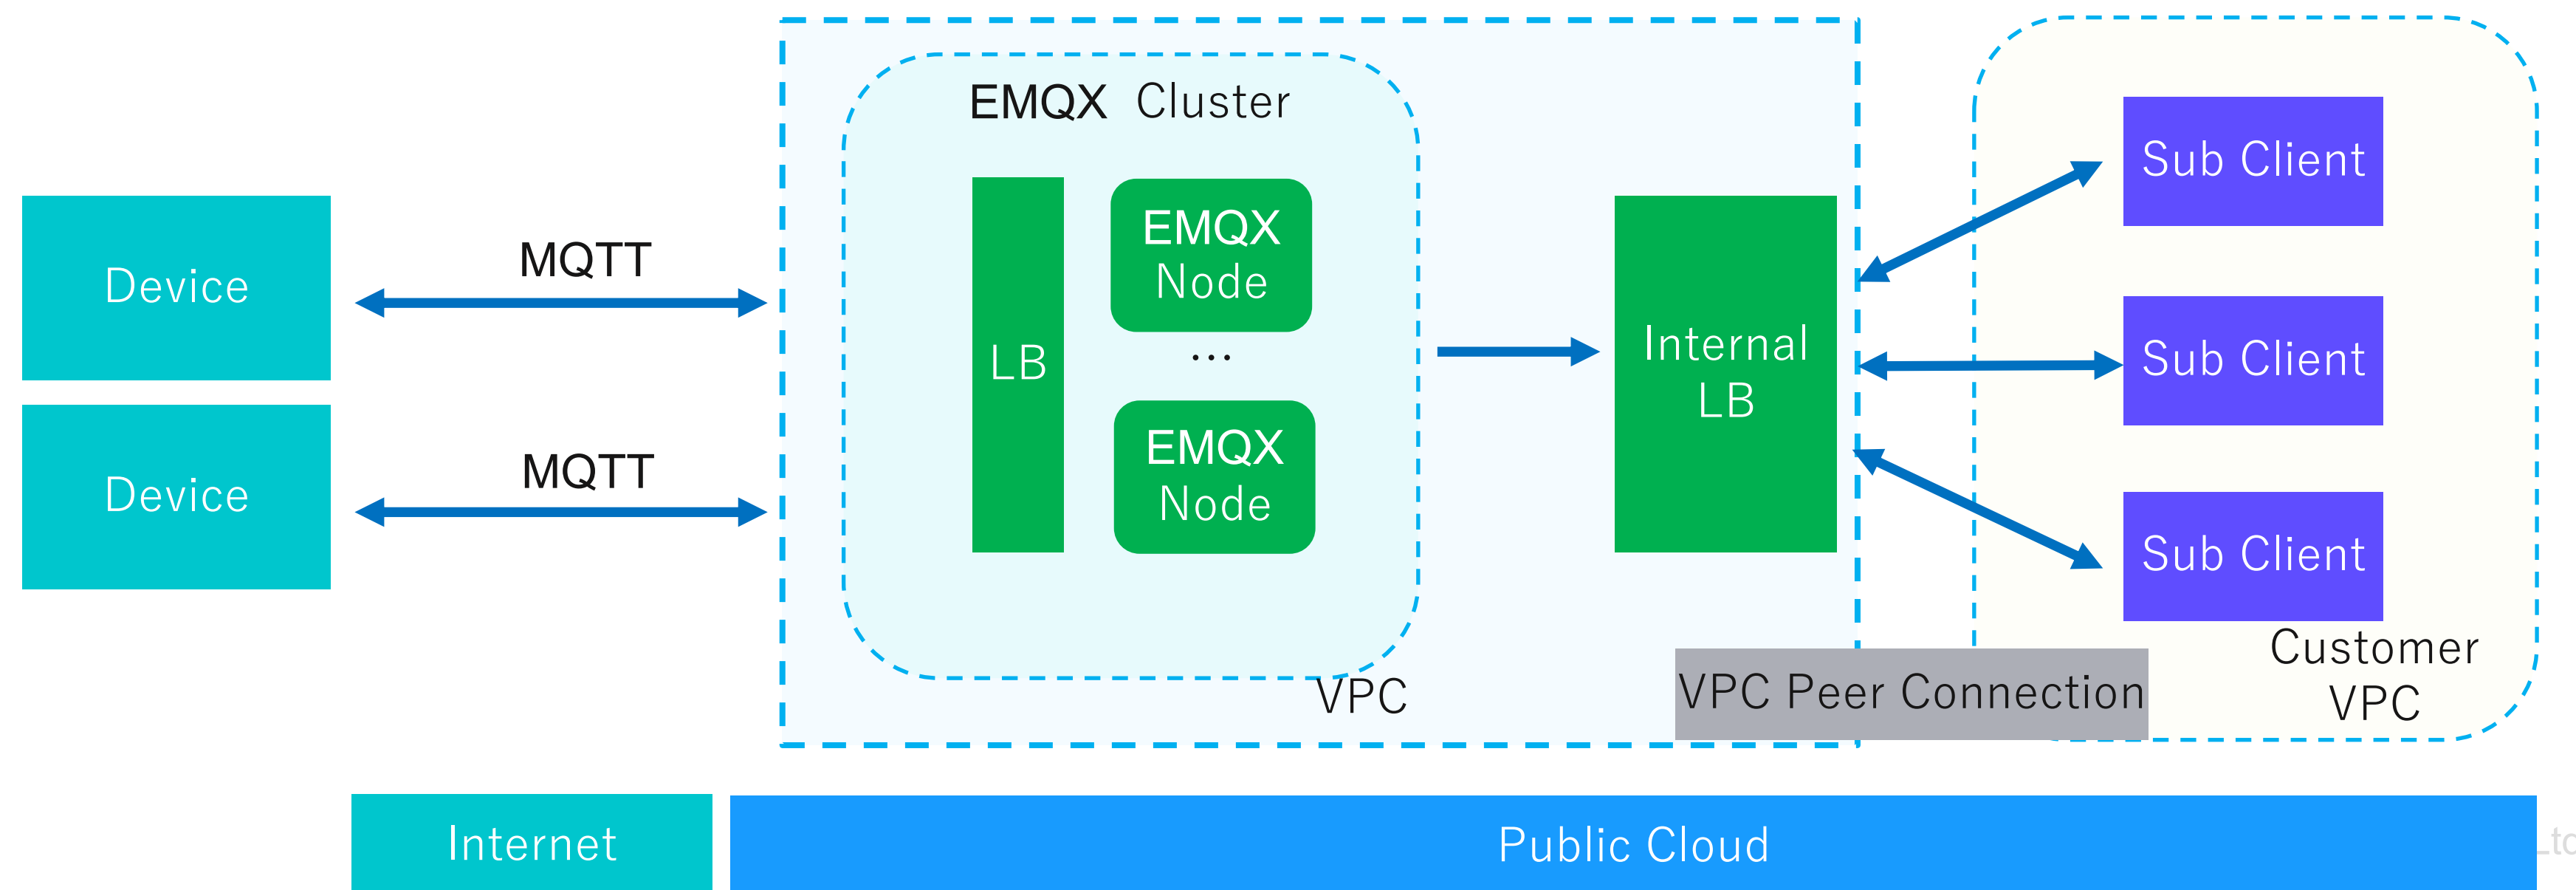 Device
Device
MQTT
MQTT
EMQX Cluster
LB
EMQX
Node
...
EMQX
Node
VPC
Internal
LB
Sub Client
Sub Client
Sub Client
Customer
VPC
VPC Peer Connection
Internet
Public Cloud
Ltd